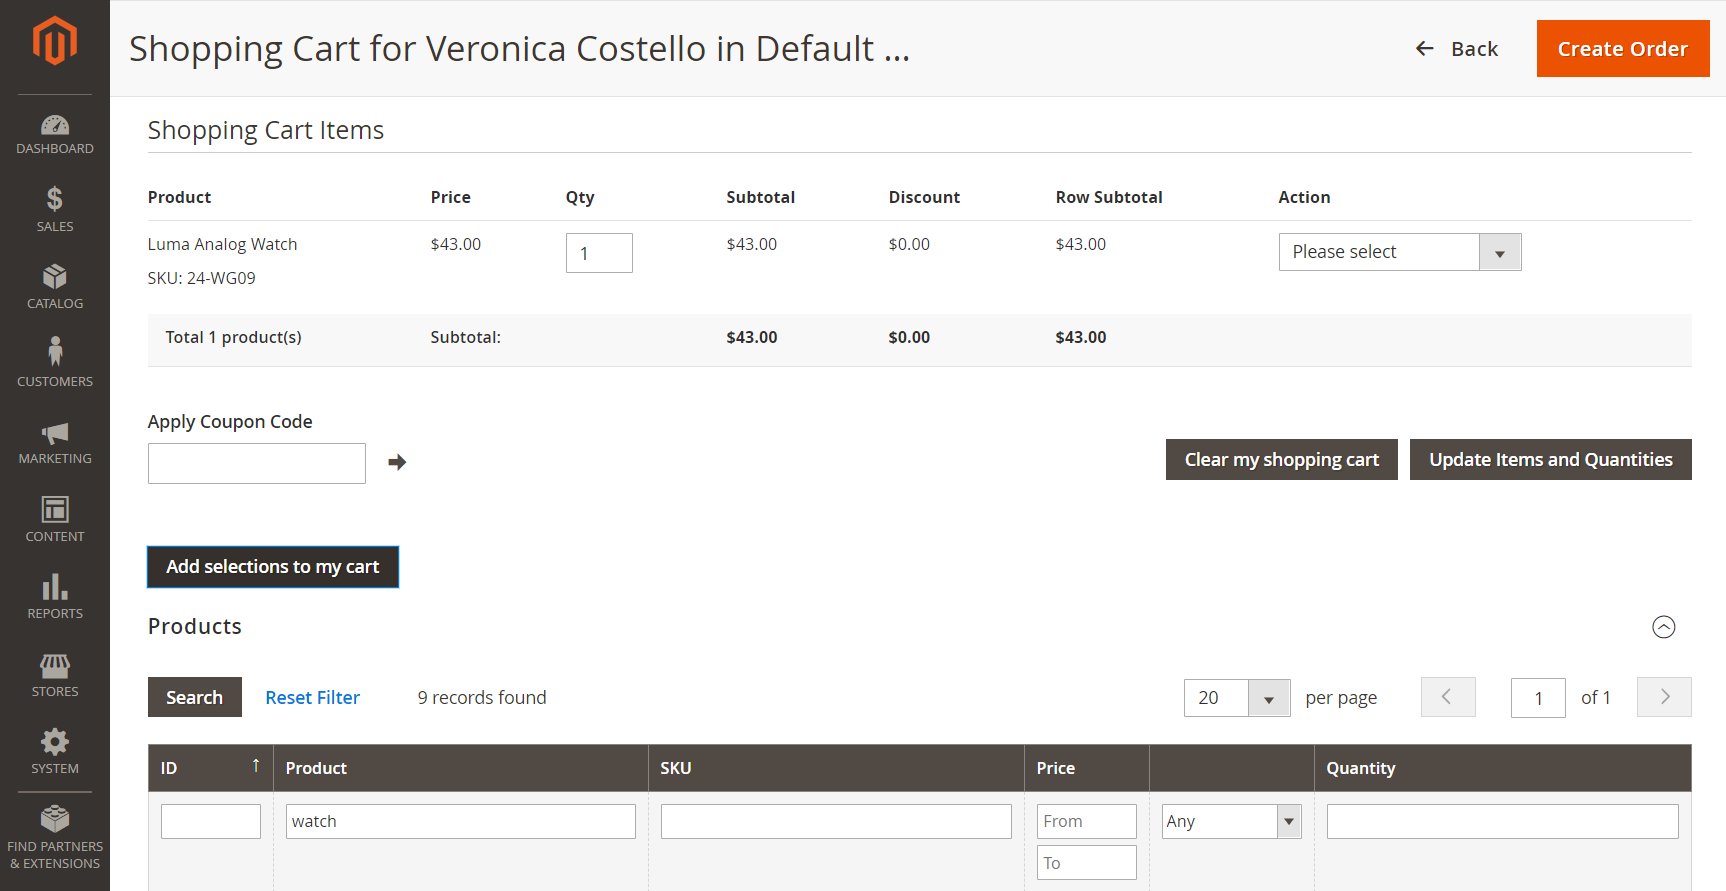 Shopping Cart for Veronica Costello in Default ...
Back
Create Order
DASHBOARD
SALES
CATALOG
CUSTOMERS
MARKETING
CONTENT
REPORTS
STORES
SYSTEM
FIND PARTNERS
& EXTENSIONS
Shopping Cart Items
Product Price Qty Subtotal Discount Row Subtotal Action
Luma Analog Watch $43.00 1 $43.00 $0.00 $43.00 Please select
SKU: 24-WG09
Total 1 product(s) Subtotal: $43.00 $0.00 $43.00
Apply Coupon Code
Clear my shopping cart Update Items and Quantities
Add selections to my cart
Products
Search Reset Filter 9 records found 20 per page 1 of 1
ID ↑ Product SKU Price Quantity
watch From Any
To